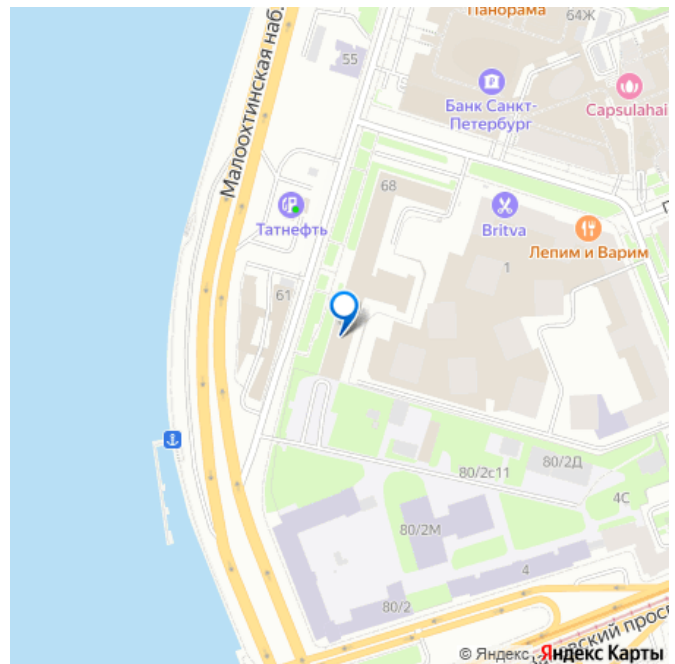 Панорама
64Ж
Малоохтинская наб.
55
Банк Санкт-
Петербург
Capsulahai
68
Татнефть
Britva
Лепим и Варим
1
61
80/2с11
80/2Д
4С
80/2М
4
80/2
© Яндекс
Яндекс Карты